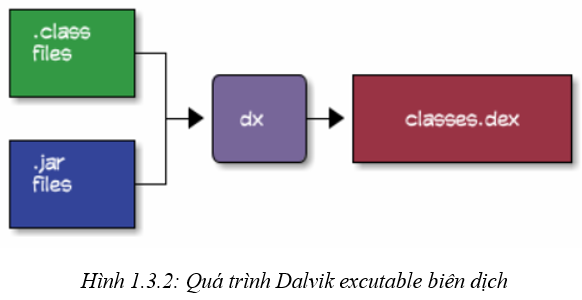 .class
files
.jar
files
dx
classes.dex
Hình 1.3.2: Quá trình Dalvik excutable biên dịch